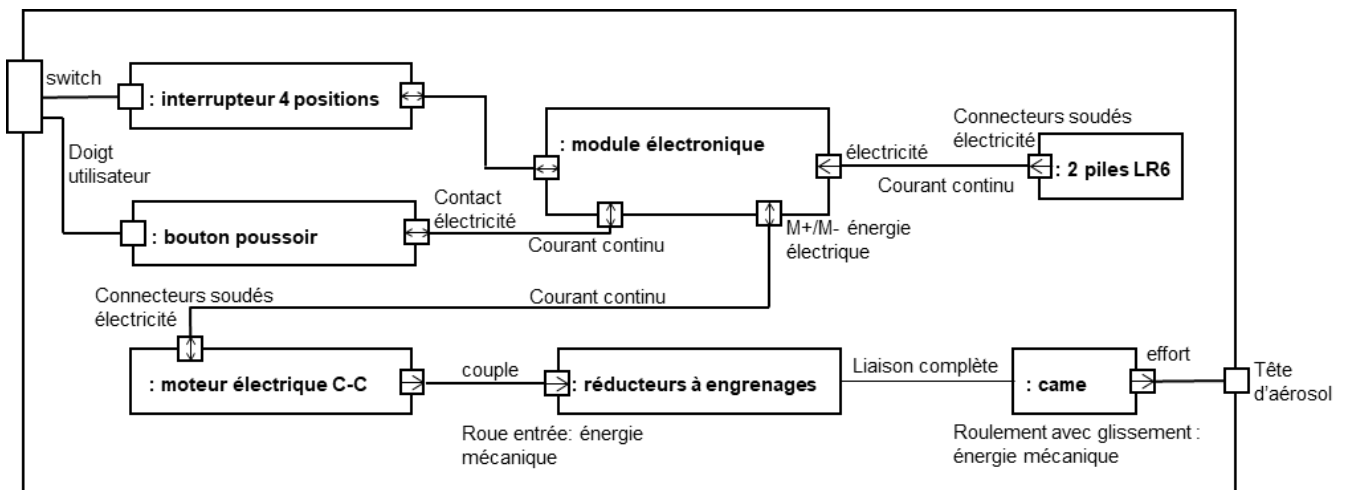 switch
: interrupteur 4 positions
Doigt
utilisateur
: bouton poussoir
Contact
électricité
Courant continu
: module électronique
électricité
Courant continu
Connecteurs soudés
électricité
: 2 piles LR6
M+/M- énergie
électrique
Connecteurs soudés
électricité
Courant continu
: moteur électrique C-C
couple
: réducteurs à engrenages
Roue entrée: énergie
mécanique
Liaison complète
: came
effort
Roulement avec glissement :
énergie mécanique
Tête
d'aérosol